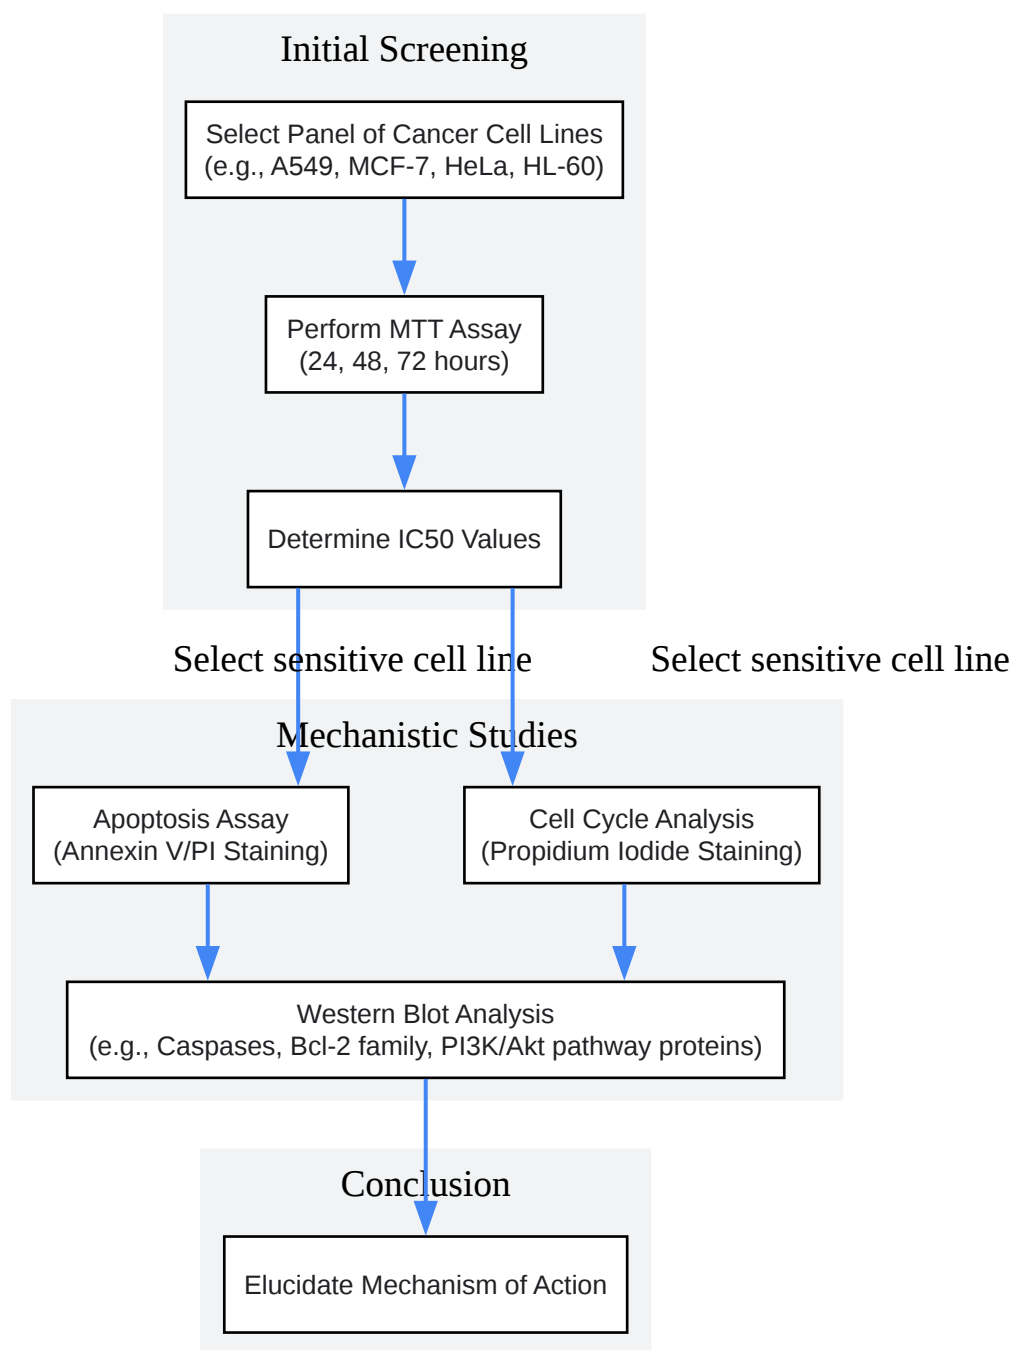 Initial Screening
Select Panel of Cancer Cell Lines
(e.g., A549, MCF-7, HeLa, HL-60)
Perform MTT Assay
(24, 48, 72 hours)
Determine IC50 Values
Select sensitive cell line
Select sensitive cell line
Mechanistic Studies
Apoptosis Assay
(Annexin V/PI Staining)
Cell Cycle Analysis
(Propidium Iodide Staining)
Western Blot Analysis
(e.g., Caspases, Bcl-2 family, PI3K/Akt pathway proteins)
Conclusion
Elucidate Mechanism of Action